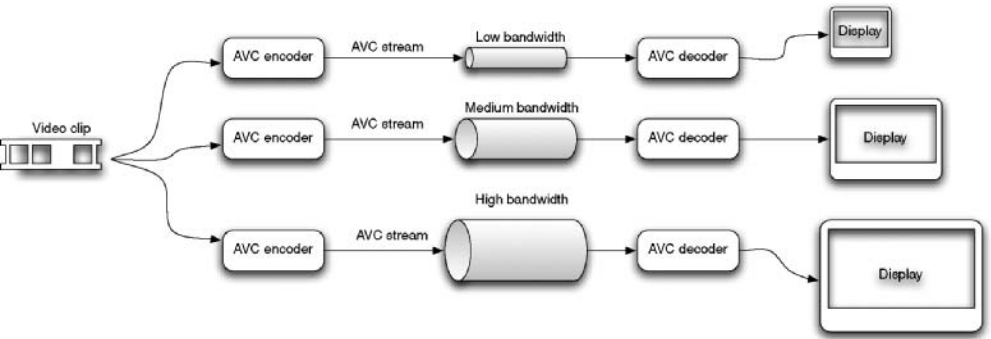 Video clip
AVC encoder
AVC stream
Low bandwidth
AVC decoder
Display
AVC encoder
AVC stream
Medium bandwidth
AVC decoder
Display
AVC encoder
AVC stream
High bandwidth
AVC decoder
Display